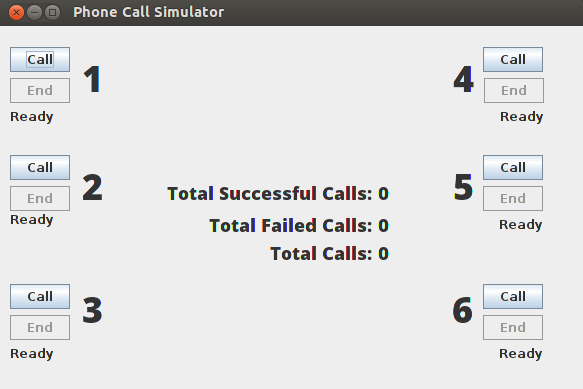 Phone Call Simulator
Call
End
1
Ready
Call
End
2
Ready
Call
End
3
Ready
Total Successful Calls: 0
Total Failed Calls: 0
Total Calls: 0
4
Call
End
Ready
5
Call
End
Ready
6
Call
End
Ready